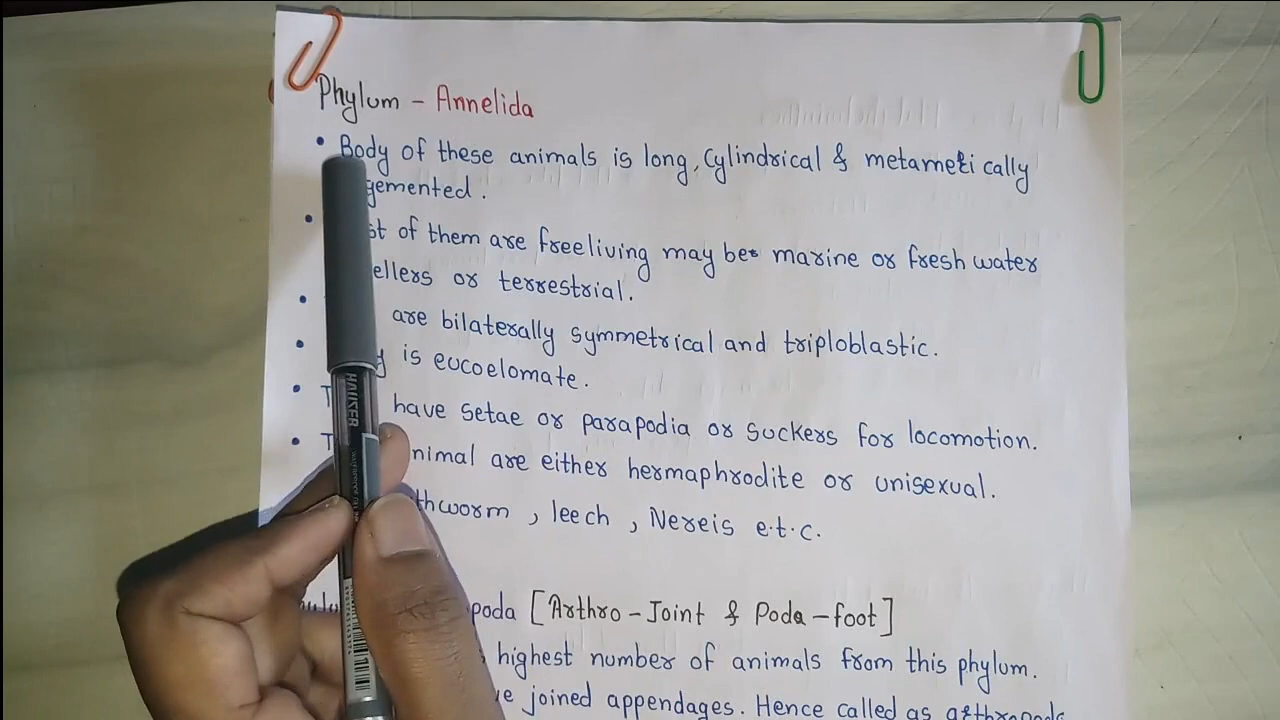 Phylum - Annelida
• Body of these animals is long, Cylindrical & metamerically
gemented.
• st of them are freeliving may be marine or fresh water
ellers or terrestrial.
• are bilaterally symmetrical and triploblastic.
• y is eucoelomate.
• T have setae or parapodia or suckers for locomotion.
• T nimal are either hermaphrodite or unisexual.
thworm , leech , Nereis e.t.c.
poda [Arthro - Joint & Poda - foot]
highest number of animals from this phylum.
e joined appendages. Hence called as arthropods
HAUSER